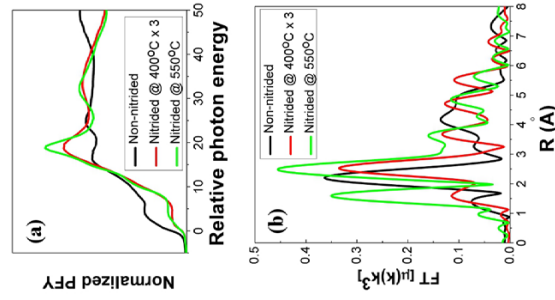 (a)
Normalized PFY
Non-nitrided
Nitrided @ 400°C x 3
Nitrided @ 550°C
0 10 20 30 40 50
Relative photon energy
(b)
FT [μ(k)k3]
0.5
0.4
0.3
0.2
0.1
0.0
Non-nitrided
Nitrided @ 400°C x 3
Nitrided @ 550°C
0 1 2 3 4 5 6 7 8
R (Å)